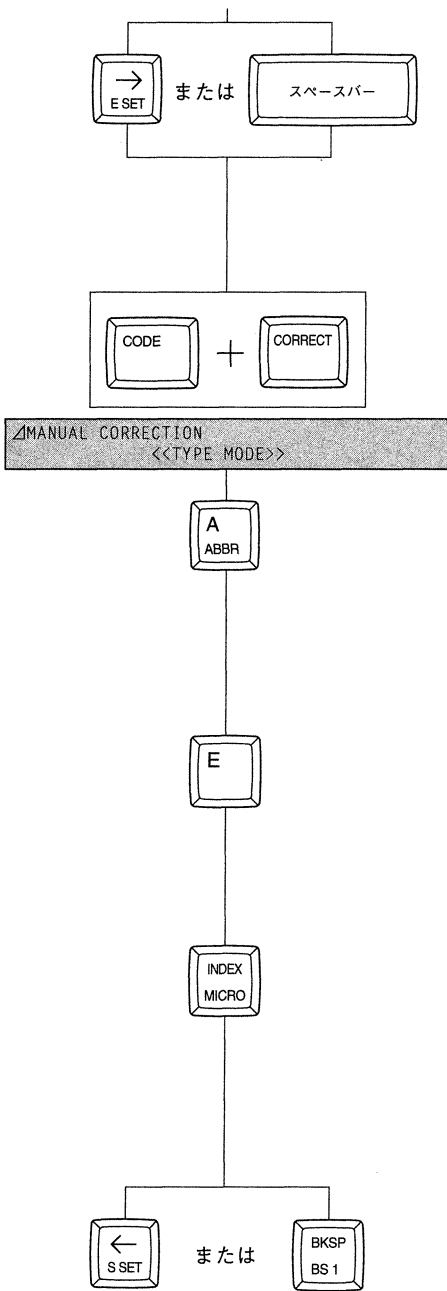 →
E SET または スペースバー
CODE + CORRECT
⊿MANUAL CORRECTION
<<TYPE MODE>>
A
ABBR
E
INDEX
MICRO
← または BKSP
S SET BS 1